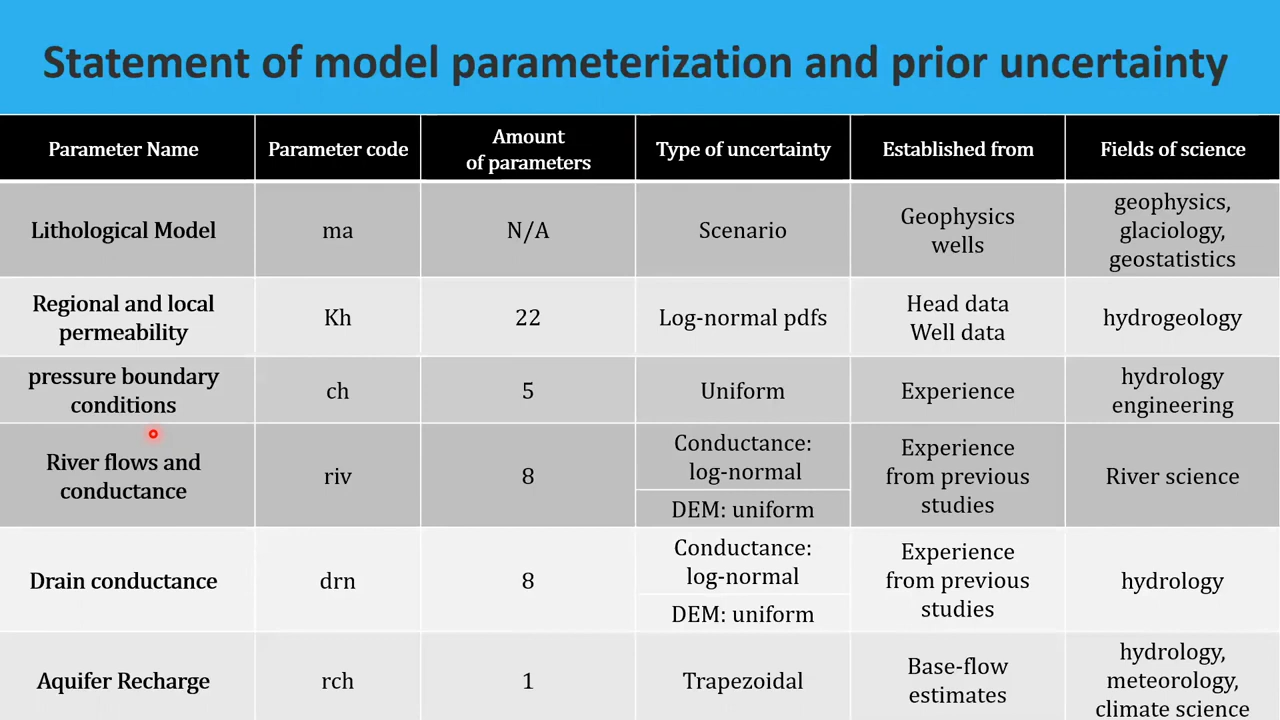 Statement of model parameterization and prior uncertainty
Parameter Name
Parameter code
Amount
of parameters
Type of uncertainty
Established from
Fields of science
Lithological Model
ma
N/A
Scenario
Geophysics
wells
geophysics,
glaciology,
geostatistics
Regional and local
permeability
Kh
22
Log-normal pdfs
Head data
Well data
hydrogeology
pressure boundary
conditions
ch
5
Uniform
Experience
hydrology
engineering
River flows and
conductance
riv
8
Conductance:
log-normal
DEM: uniform
Experience
from previous
studies
River science
Drain conductance
drn
8
Conductance:
log-normal
DEM: uniform
Experience
from previous
studies
hydrology
Aquifer Recharge
rch
1
Trapezoidal
Base-flow
estimates
hydrology,
meteorology,
climate science